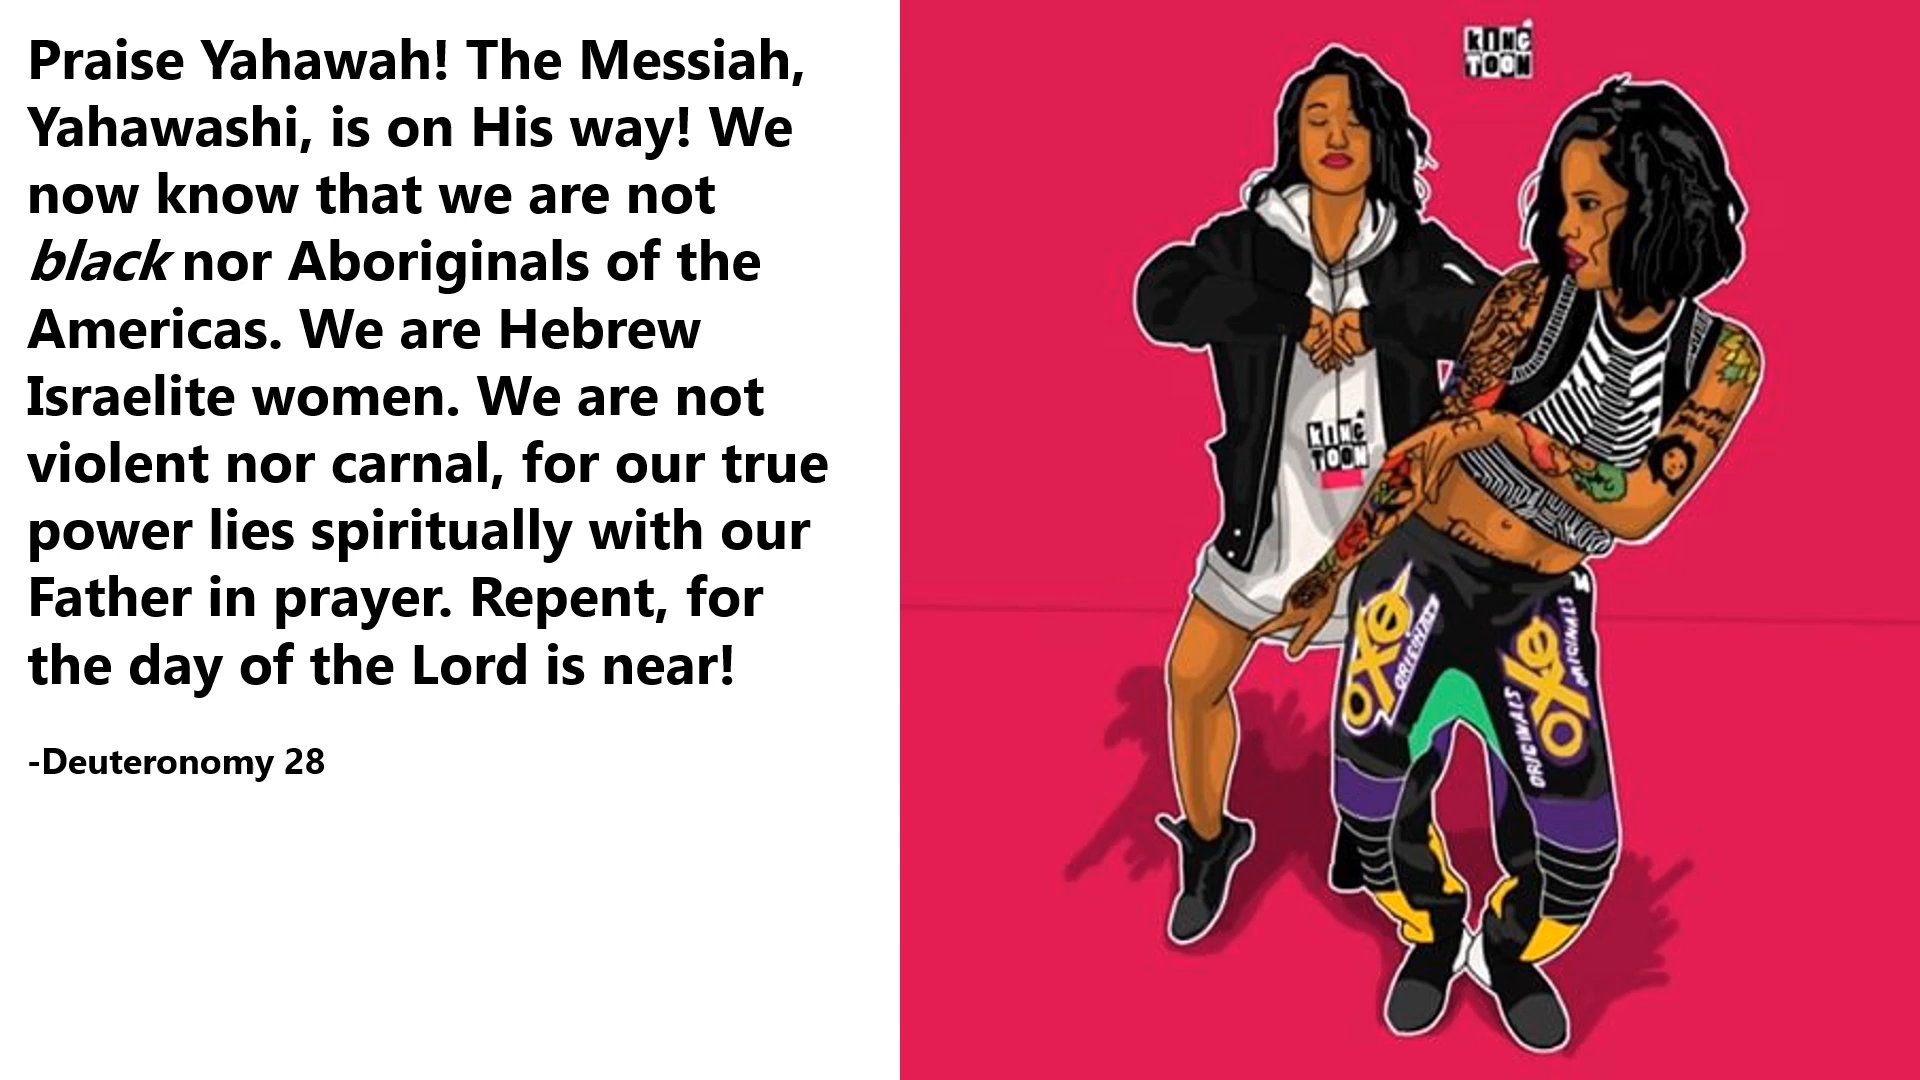 Praise Yahawah! The Messiah,
Yahawashi, is on His way! We
now know that we are not
black nor Aboriginals of the
Americas. We are Hebrew
Israelite women. We are not
violent nor carnal, for our true
power lies spiritually with our
Father in prayer. Repent, for
the day of the Lord is near!
-Deuteronomy 28
KING
TOON
KING
TOON
OXO
ORIGINALS
OXO
ORIGINALS
ORIGINALS